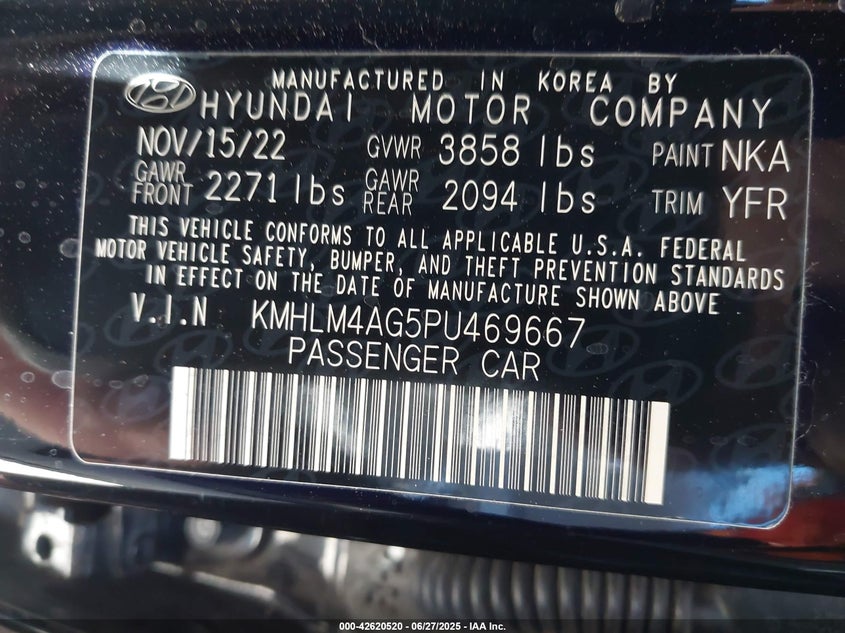 MANUFACTURED IN KOREA BY
HYUNDAI MOTOR COMPANY
NOV/15/22 GVWR 3858 lbs PAINT NKA
GAWR FRONT 2271 lbs GAWR REAR 2094 lbs TRIM YFR
THIS VEHICLE CONFORMS TO ALL APPLICABLE U.S.A. FEDERAL
MOTOR VEHICLE SAFETY, BUMPER, AND THEFT PREVENTION STANDARDS
IN EFFECT ON THE DATE OF MANUFACTURE SHOWN ABOVE
V.I.N KMHLM4AG5PU469667
PASSENGER CAR
000-42620520 - 06/27/2025 - IAA Inc.